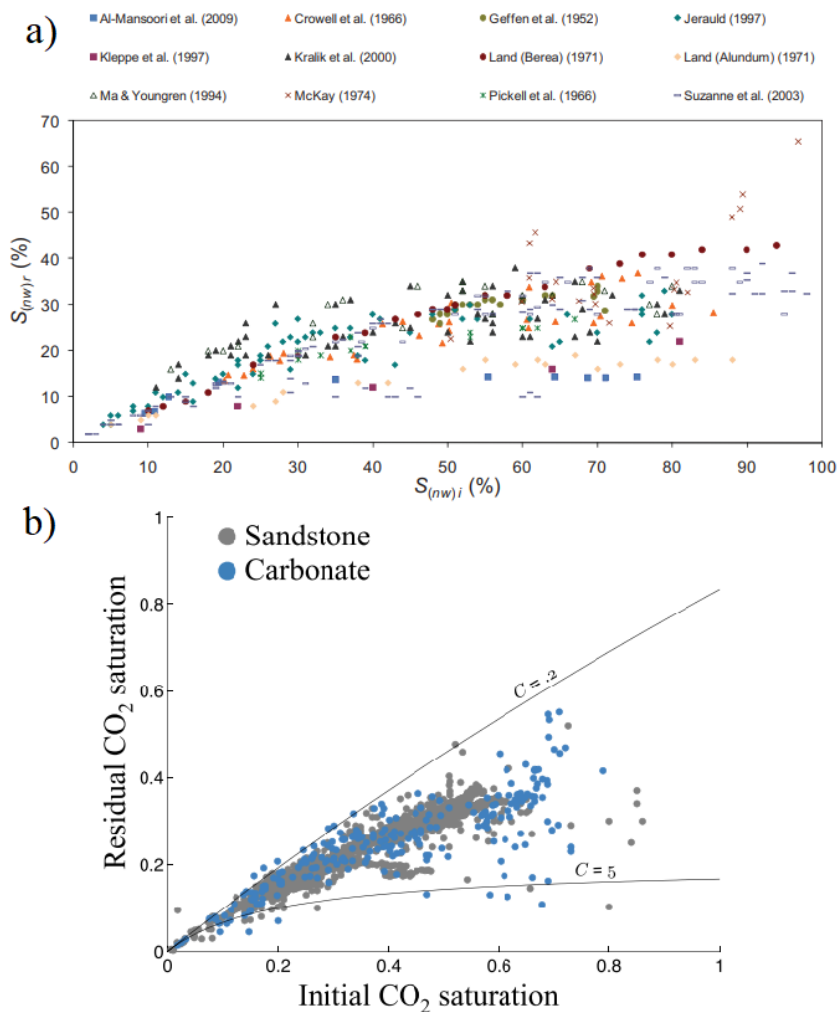 a)
Al-Mansoori et al. (2009) Crowell et al. (1966) Geffen et al. (1952) Jerauld (1997)
Kleppe et al. (1997) Kralik et al. (2000) Land (Berea) (1971) Land (Alundum) (1971)
Ma & Youngren (1994) McKay (1974) Pickell et al. (1966) Suzanne et al. (2003)
70
60
50
40
30
20
10
0
S(nw)r (%)
0 10 20 30 40 50 60 70 80 90 100
S(nw)i (%)
b)
1
0.8
0.6
0.4
0.2
0
Residual CO2 saturation
Sandstone
Carbonate
C = .2
C = 5
0 0.2 0.4 0.6 0.8 1
Initial CO2 saturation